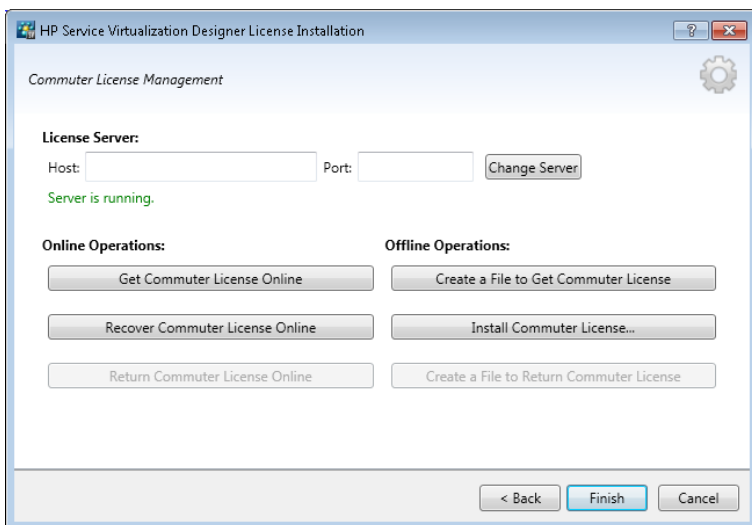 HP Service Virtualization Designer License Installation
?
Commuter License Management
License Server:
Host: Port: Change Server
Server is running.
Online Operations: Offline Operations:
Get Commuter License Online Create a File to Get Commuter License
Recover Commuter License Online Install Commuter License...
Return Commuter License Online Create a File to Return Commuter License
< Back Finish Cancel